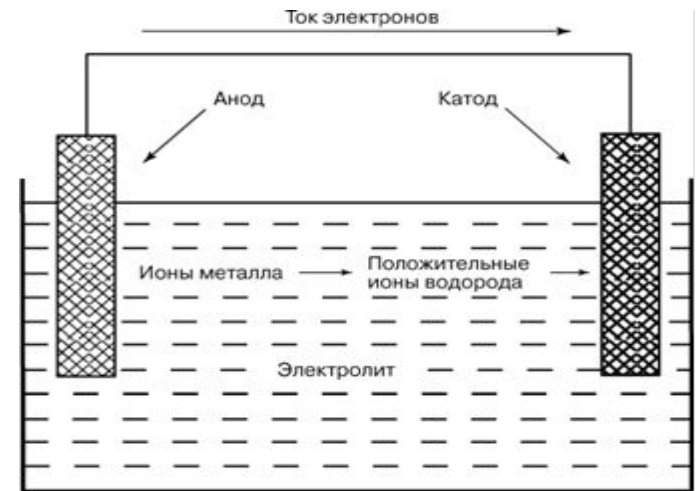 Ток электронов
Анод
Катод
Ионы металла
Положительные
ионы водорода
Электролит